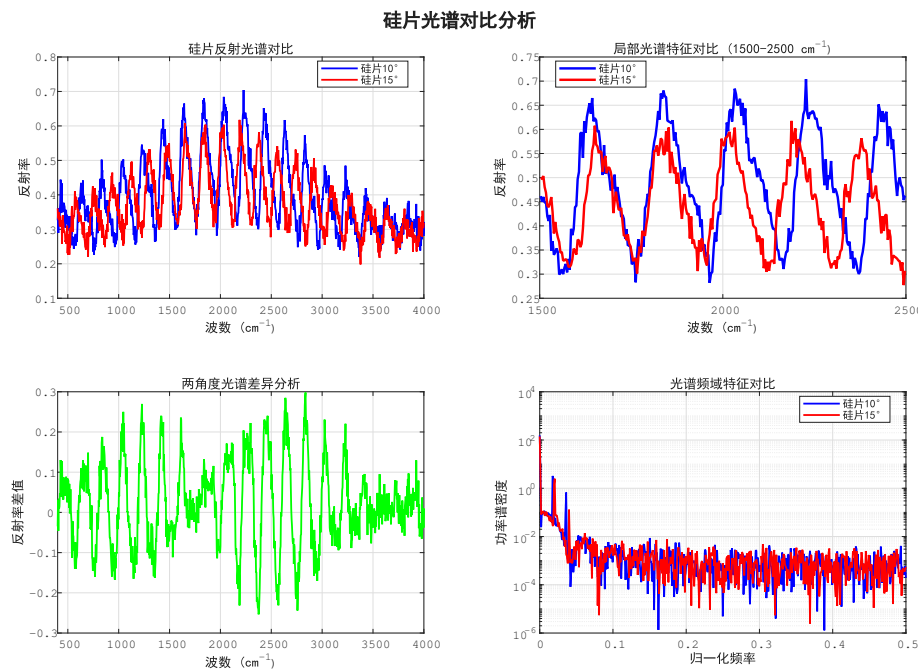 硅片光谱对比分析
硅片反射光谱对比
0.8
0.7
0.6
0.5
0.4
0.3
0.2
0.1
反射率
硅片10°
硅片15°
500 1000 1500 2000 2500 3000 3500 4000
波数 (cm⁻¹)
局部光谱特征对比 (1500-2500 cm⁻¹)
0.75
0.7
0.65
0.6
0.55
0.5
0.45
0.4
0.35
0.3
0.25
反射率
硅片10°
硅片15°
1500 2000 2500
波数 (cm⁻¹)
两角度光谱差异分析
0.3
0.2
0.1
0
-0.1
-0.2
-0.3
反射率差值
500 1000 1500 2000 2500 3000 3500 4000
波数 (cm⁻¹)
光谱频域特征对比
10⁴
10²
10⁰
10⁻²
10⁻⁴
10⁻⁶
功率谱密度
硅片10°
硅片15°
0 0.1 0.2 0.3 0.4 0.5
归一化频率